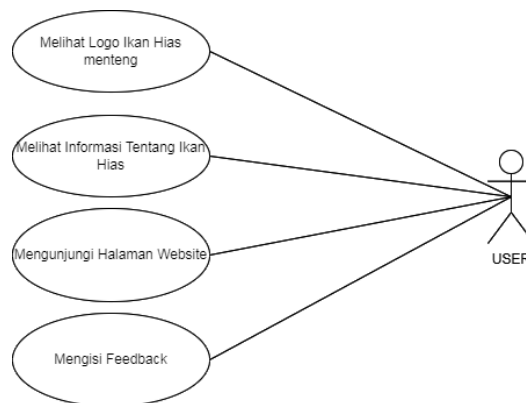 Melihat Logo Ikan Hias
menteng
Melihat Informasi Tentang Ikan
Hias
Mengunjungi Halaman Website
USER
Mengisi Feedback